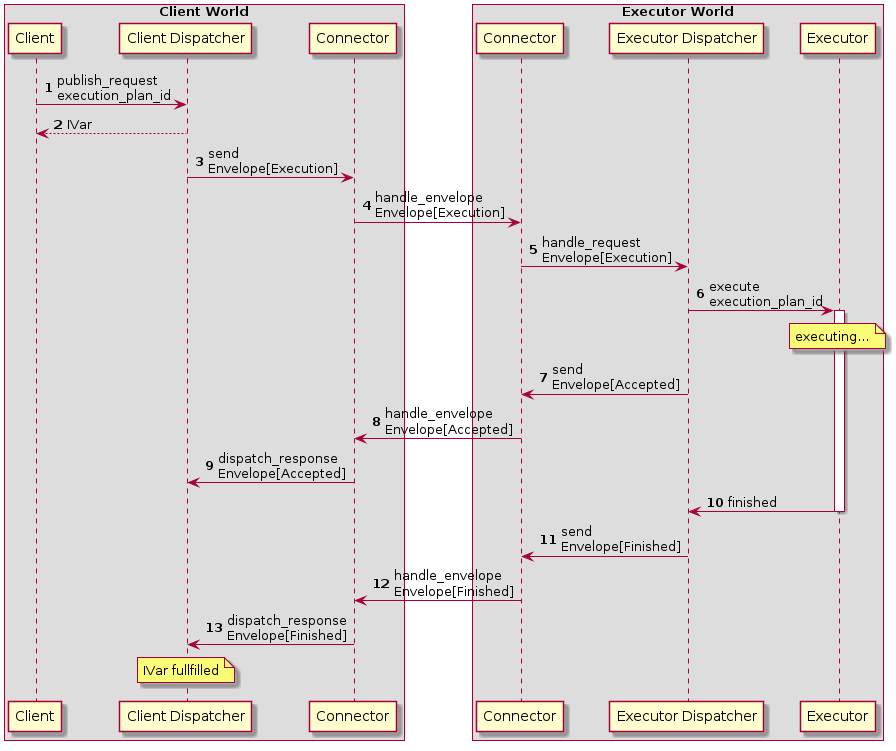 Client World
Executor World
Client
Client Dispatcher
Connector
Connector
Executor Dispatcher
Executor
1 publish_request
execution_plan_id
2 IVar
3 send
Envelope[Execution]
4 handle_envelope
Envelope[Execution]
5 handle_request
Envelope[Execution]
6 execute
execution_plan_id
executing...
7 send
Envelope[Accepted]
8 handle_envelope
Envelope[Accepted]
9 dispatch_response
Envelope[Accepted]
10 finished
11 send
Envelope[Finished]
12 handle_envelope
Envelope[Finished]
13 dispatch_response
Envelope[Finished]
IVar fullfilled
Client
Client Dispatcher
Connector
Connector
Executor Dispatcher
Executor